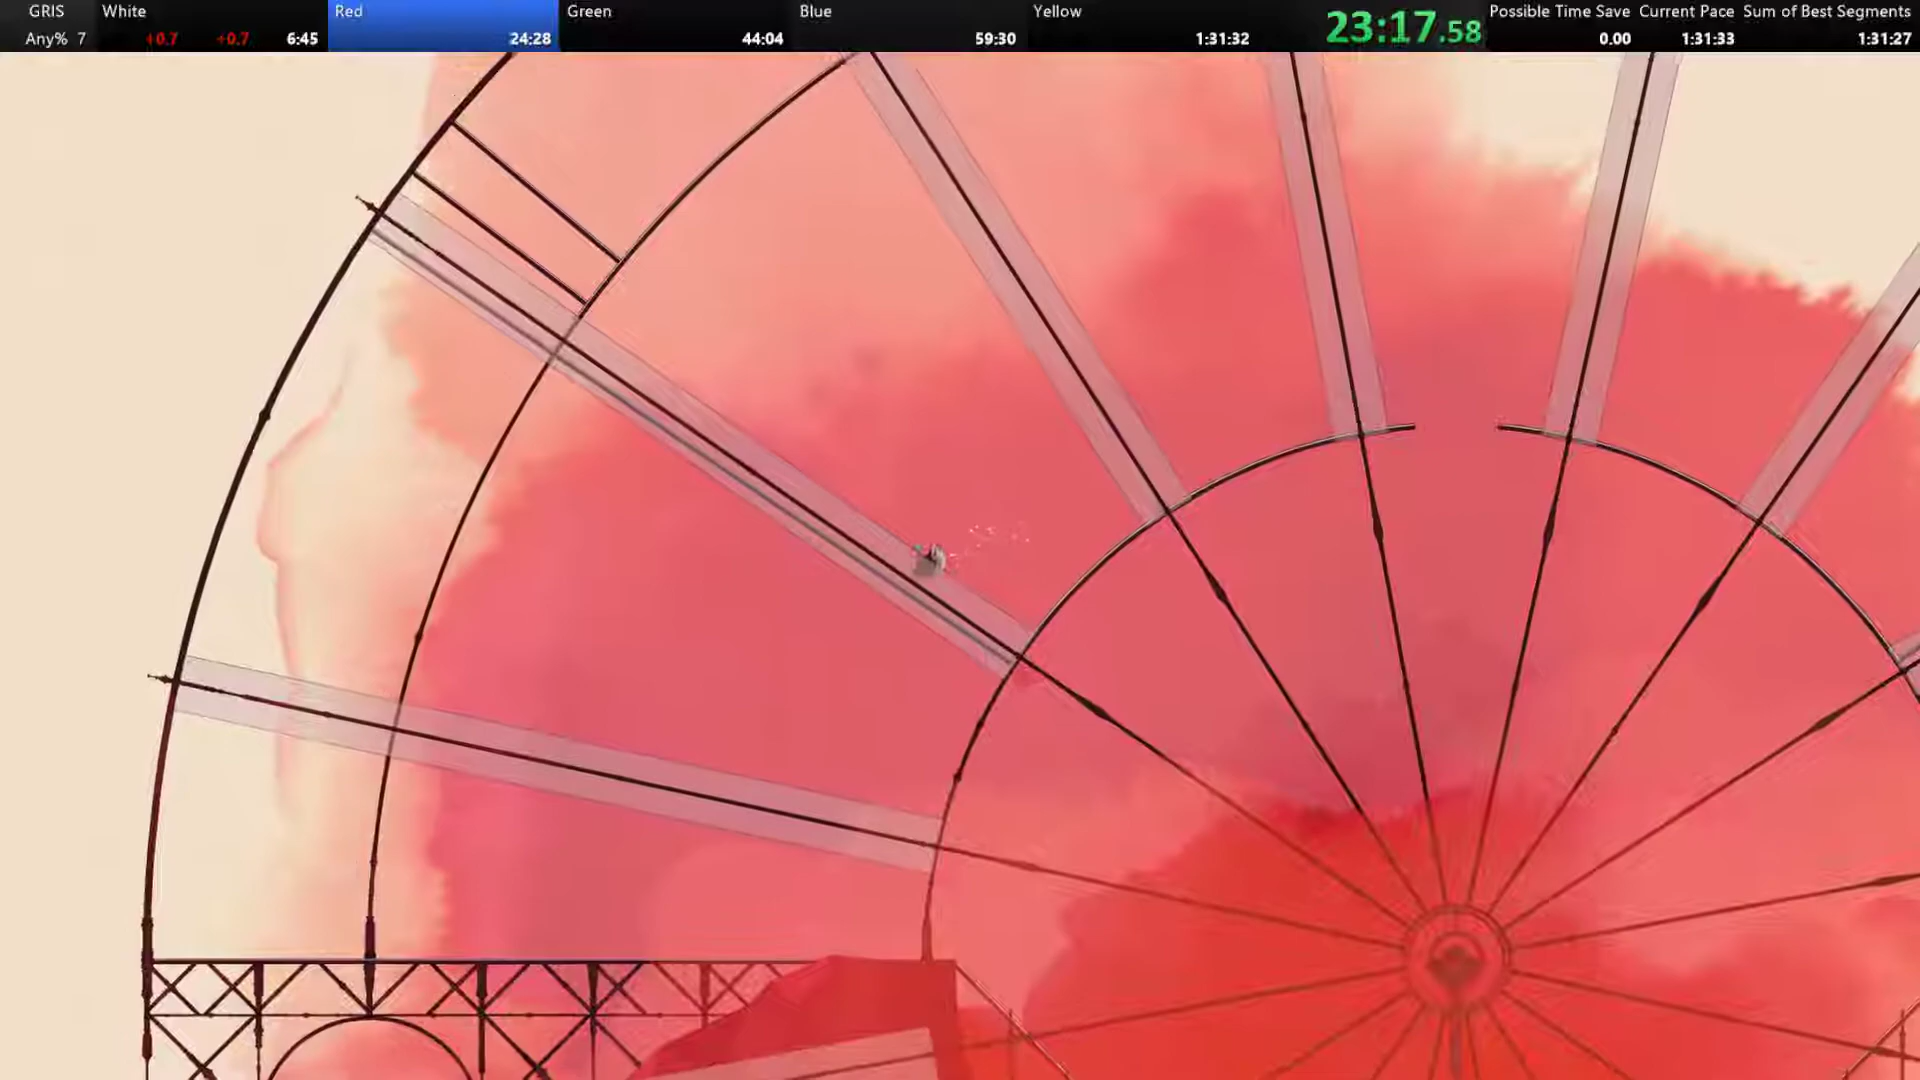 GRIS White Red Green Blue Yellow 23:17.58 Possible Time Save Current Pace Sum of Best Segments
Any% 7 +0.7 +0.7 6:45 24:28 44:04 59:30 1:31:32 0.00 1:31:33 1:31:27